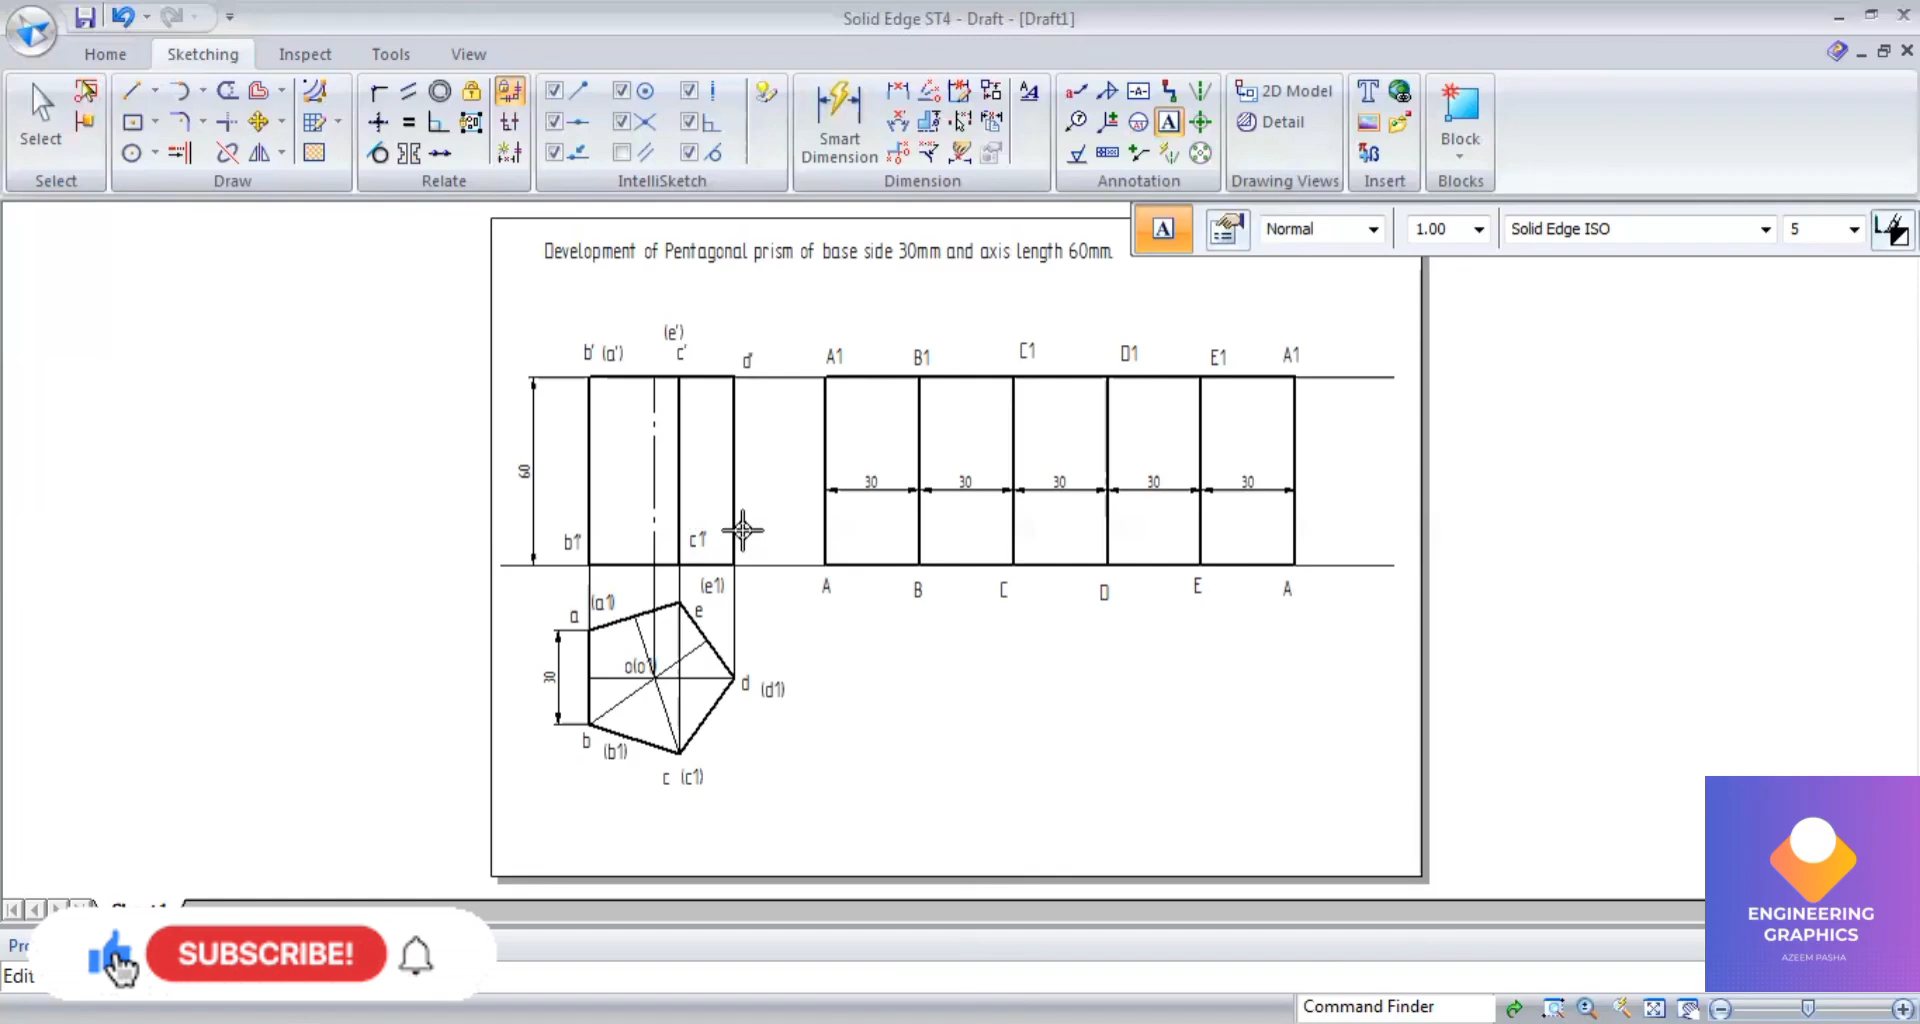 Solid Edge ST4 - Draft - [Draft1]
Home Sketching Inspect Tools View
Select
Smart Dimension
2D Model
Detail
Block
Select Draw Relate IntelliSketch Dimension Annotation Drawing Views Insert Blocks
A Normal 1.00 Solid Edge ISO 5
Development of Pentagonal prism of base side 30mm and axis length 60mm.
(e')
b' (a') c' d'
A1 B1 C1 D1 E1 A1
60
30 30 30 30 30
b1' c1'
(e1)
A B C D E A
a (a1) e
o(o1)
30
d (d1)
b (b1)
c (c1)
SUBSCRIBE!
Edit
ENGINEERING
GRAPHICS
AZEEM PASHA
Command Finder